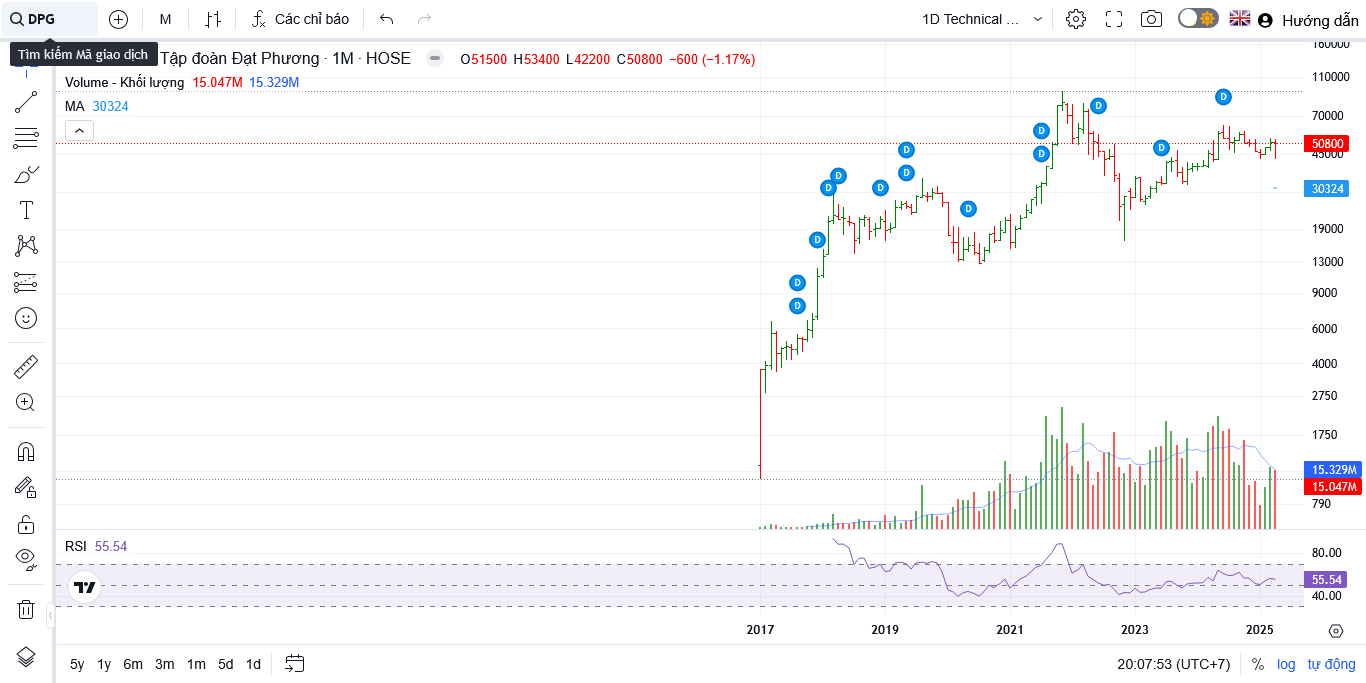 DPG
M
Các chỉ báo
1D Technical ...
Hướng dẫn
Tìm kiếm Mã giao dịch
Tập đoàn Đạt Phương · 1M · HOSE
O51500 H53400 L42200 C50800 −600 (−1.17%)
Volume - Khối lượng 15.047M 15.329M
MA 30324
160000
110000
70000
50800
45000
30324
19000
13000
9000
6000
4000
2750
1750
15.329M
15.047M
790
D
D
D
D
D
D
D
D
D
D
D
D
D
D
RSI 55.54
80.00
55.54
40.00
2017 2019 2021 2023 2025
5y 1y 6m 3m 1m 5d 1d
20:07:53 (UTC+7) % log tự động